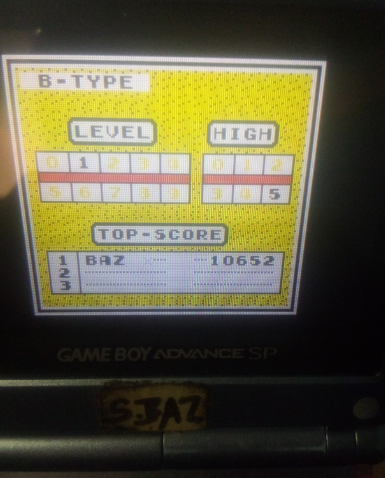 B-TYPE
LEVEL HIGH
0 1 2 3 4 0 1 2
5 6 7 8 9 3 4 5
TOP-SCORE
1 BAZ 10652
2
3
GAME BOY ADVANCE SP
SJAZ